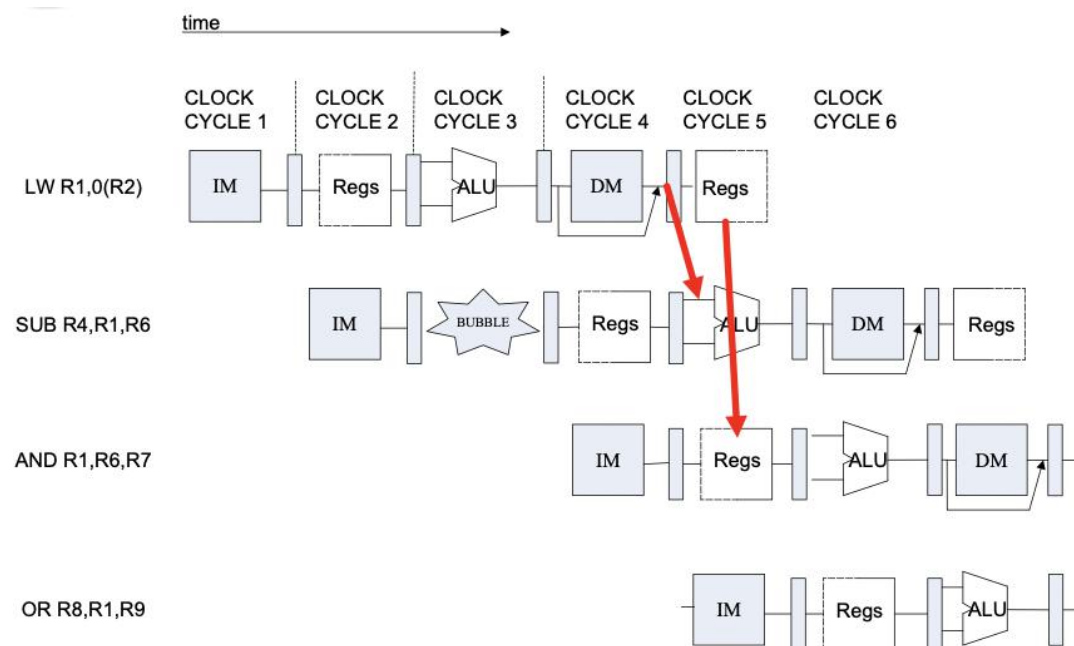 time
CLOCK CLOCK CLOCK CLOCK CLOCK CLOCK
CYCLE 1 CYCLE 2 CYCLE 3 CYCLE 4 CYCLE 5 CYCLE 6
LW R1,0(R2) IM Regs ALU DM Regs
SUB R4,R1,R6 IM BUBBLE Regs ALU DM Regs
AND R1,R6,R7 IM Regs ALU DM
OR R8,R1,R9 IM Regs ALU